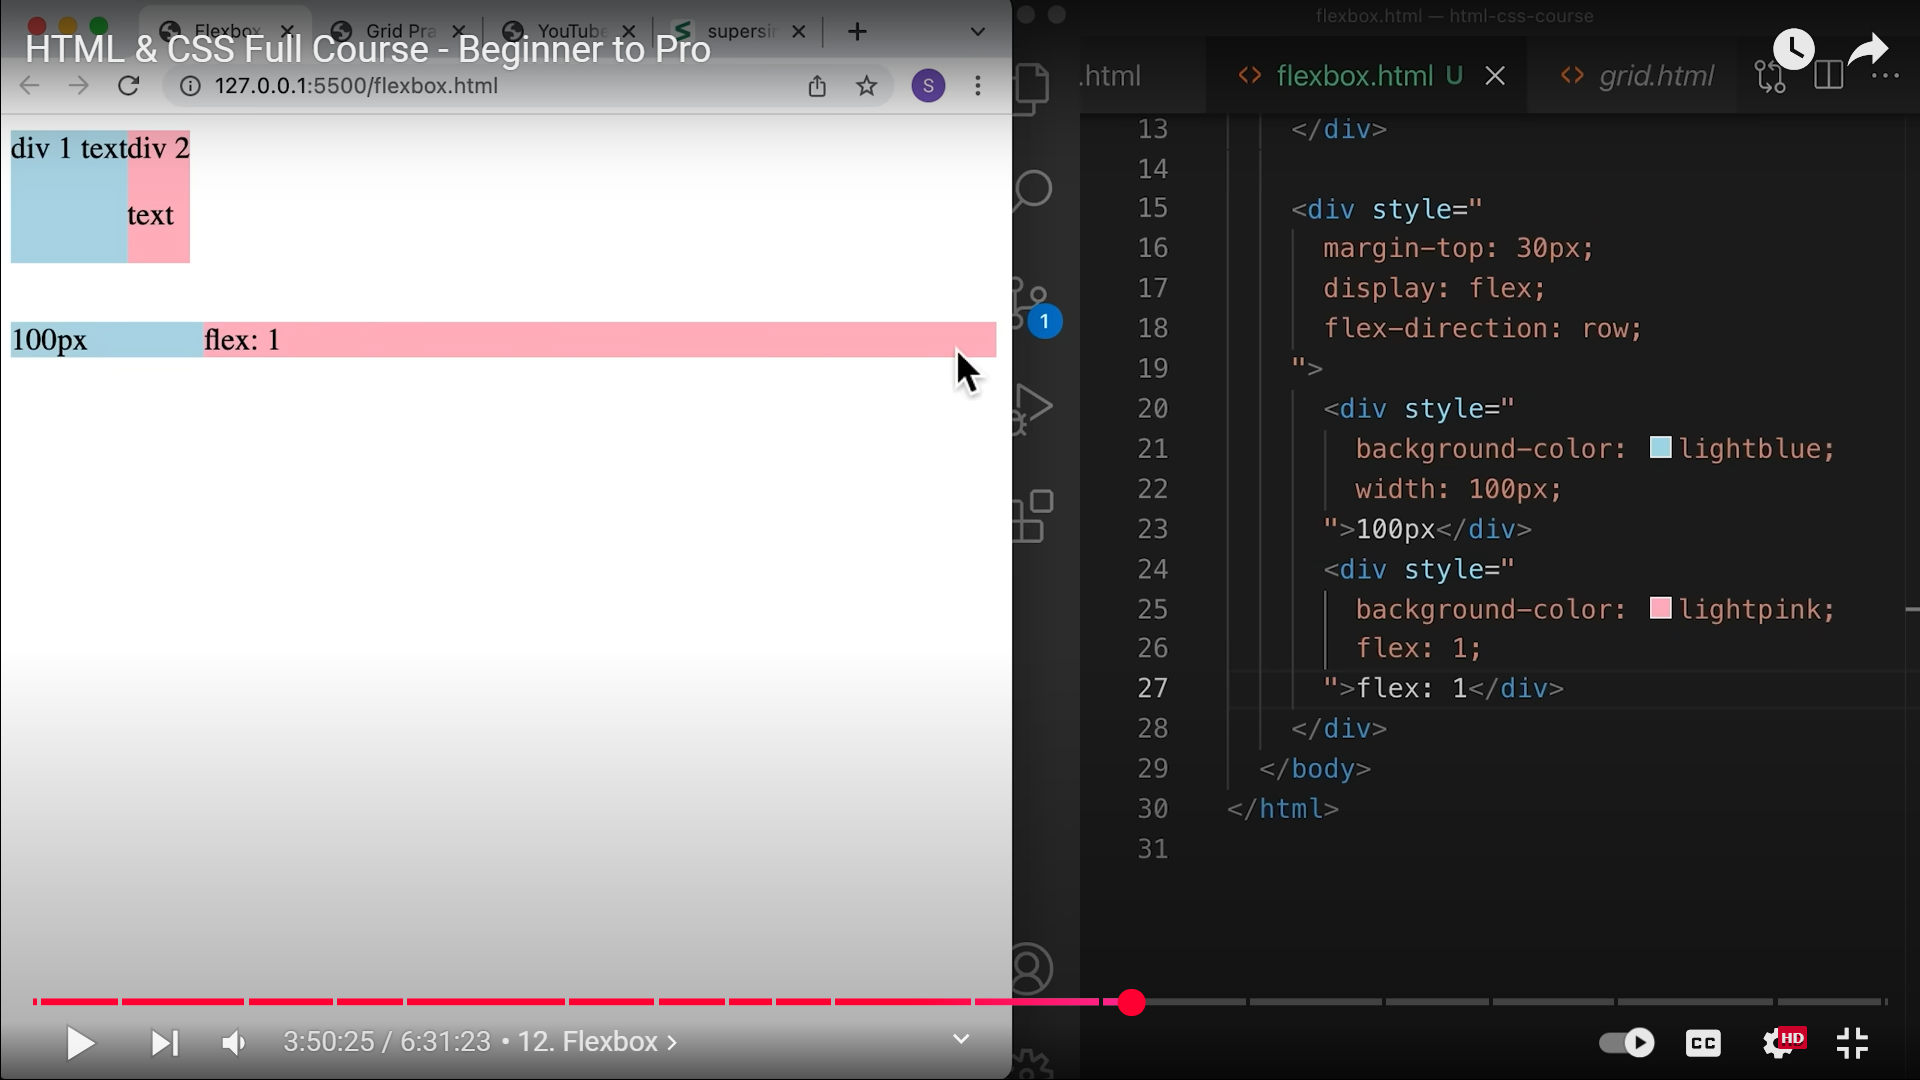 Flexbox
Grid Pra
YouTube
supersim
HTML & CSS Full Course - Beginner to Pro
127.0.0.1:5500/flexbox.html
S
div 1 textdiv 2
text
100px
flex: 1
flexbox.html — html-css-course
.html
flexbox.html U
grid.html
1
13 </div>
14
15 <div style="
16 margin-top: 30px;
17 display: flex;
18 flex-direction: row;
19 ">
20 <div style="
21 background-color: lightblue;
22 width: 100px;
23 ">100px</div>
24 <div style="
25 background-color: lightpink;
26 flex: 1;
27 ">flex: 1</div>
28 </div>
29 </body>
30 </html>
31
3:50:25 / 6:31:23 • 12. Flexbox
CC
HD